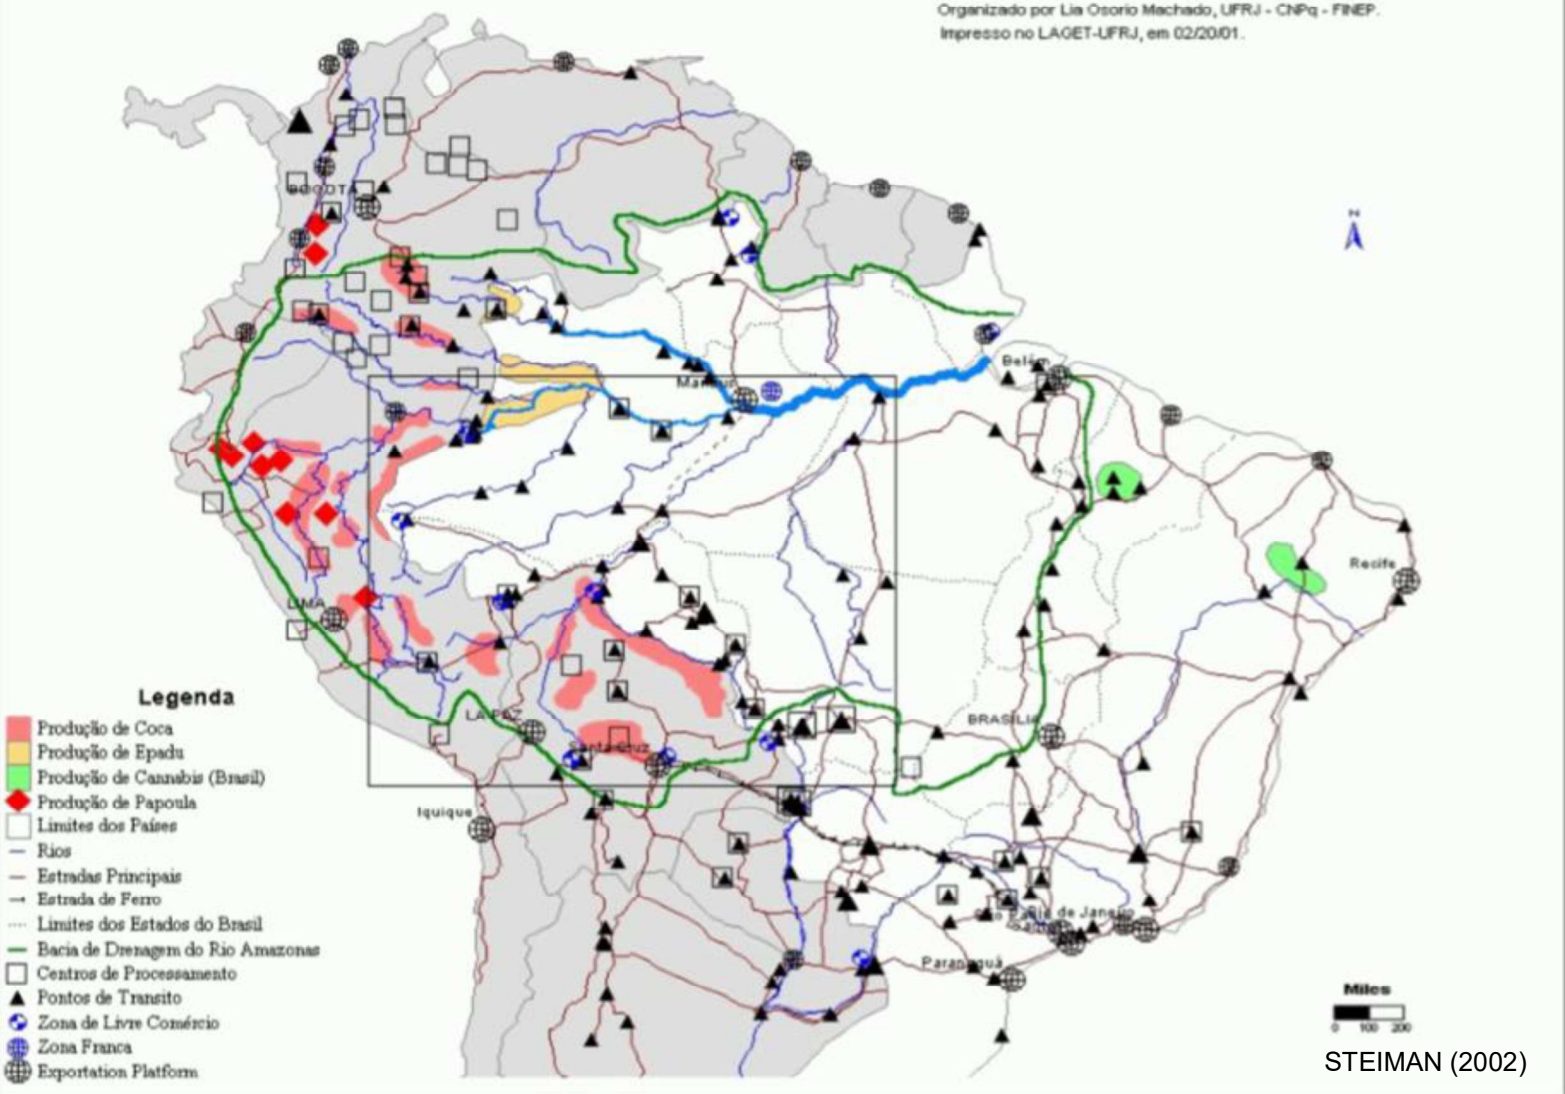 Organizado por Lia Osorio Machado, UFRJ - CNPq - FINEP.
Impresso no LAGET-UFRJ, em 02/20/01.
BOGOTA
N
Belém
Manaus
Recife
LIMA
LA PAZ
BRASILIA
Santa Cruz
Iquique
Rio de Janeiro
Paranaguá
Legenda
Produção de Coca
Produção de Epadu
Produção de Cannabis (Brasil)
Produção de Papoula
Limites dos Países
Rios
Estradas Principais
Estrada de Ferro
Limites dos Estados do Brasil
Bacia de Drenagem do Rio Amazonas
Centros de Processamento
Pontos de Transito
Zona de Livre Comércio
Zona Franca
Exportation Platform
Miles
0 100 200
STEIMAN (2002)